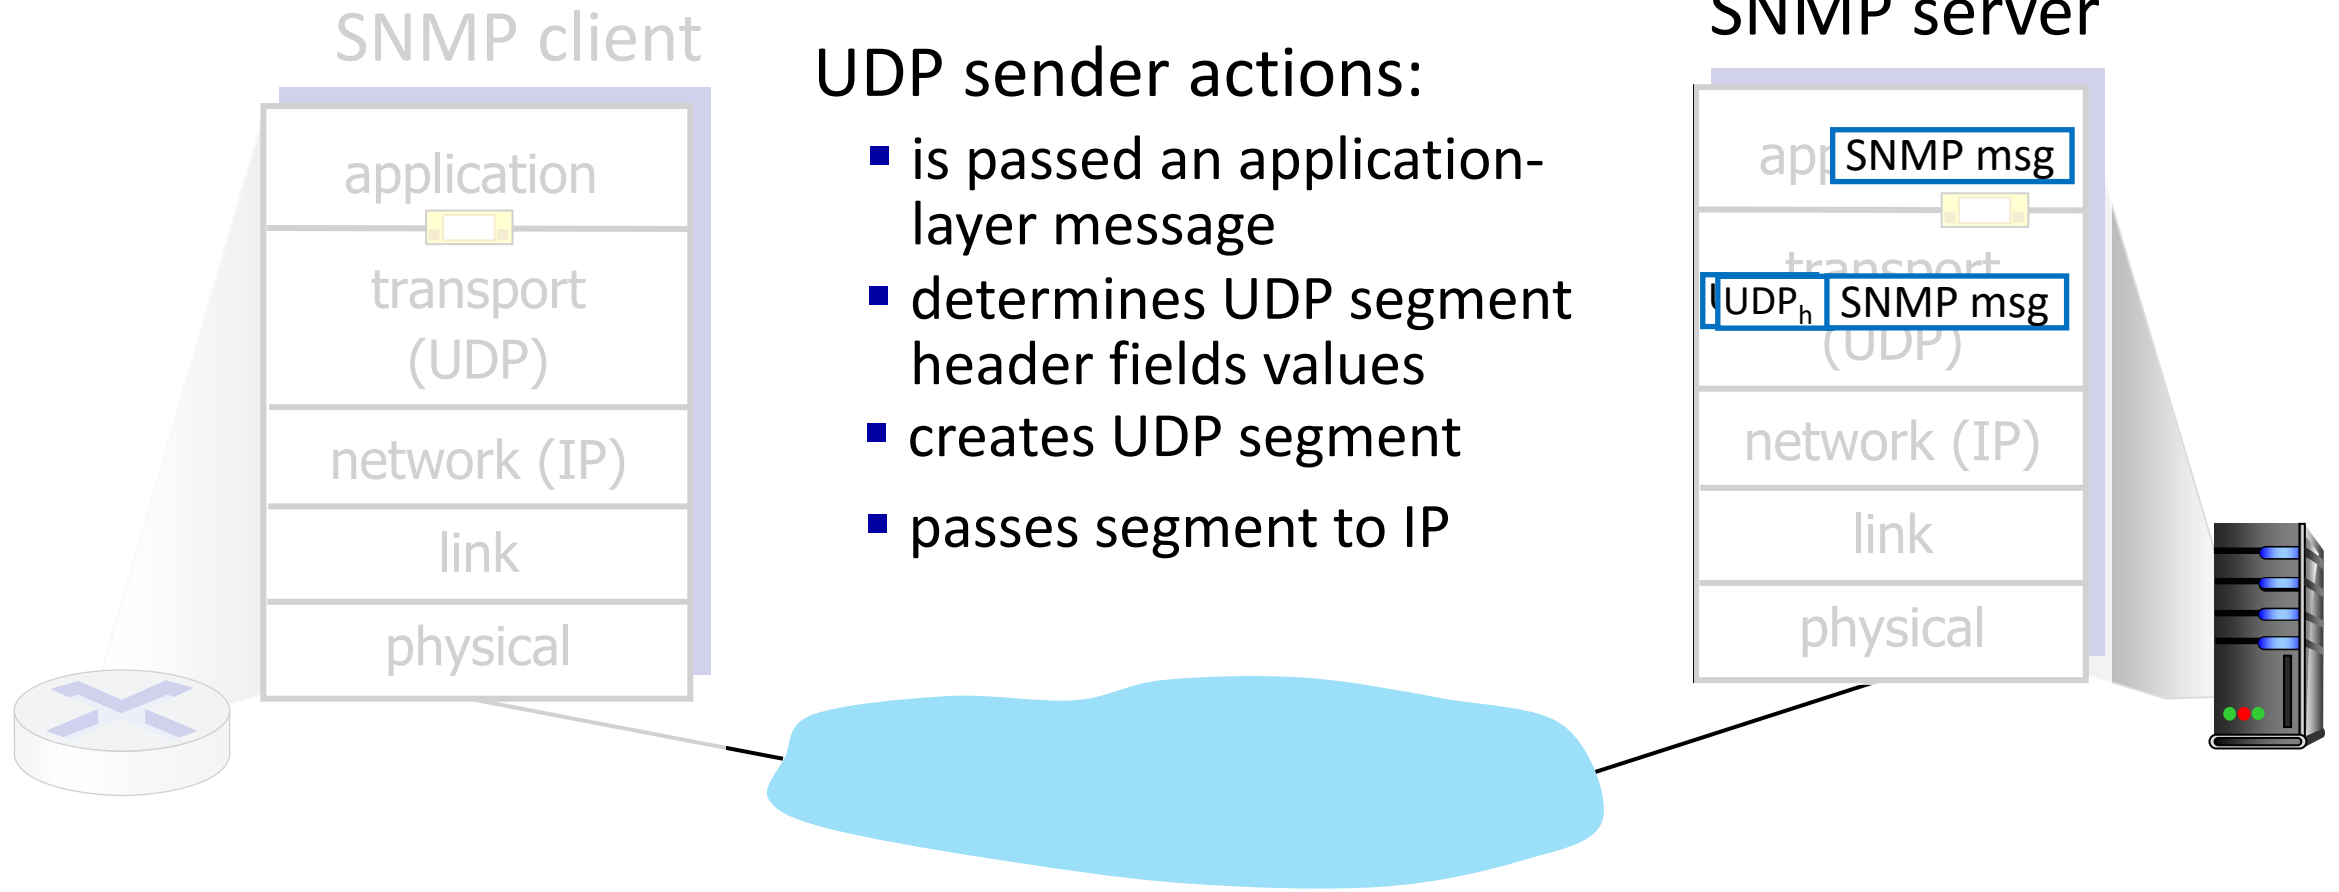 SNMP client
application
transport
(UDP)
network (IP)
link
physical
UDP sender actions:
is passed an application-
layer message
determines UDP segment
header fields values
creates UDP segment
passes segment to IP
SNMP server
SNMP msg
transport
UDPh SNMP msg
(UDP)
network (IP)
link
physical